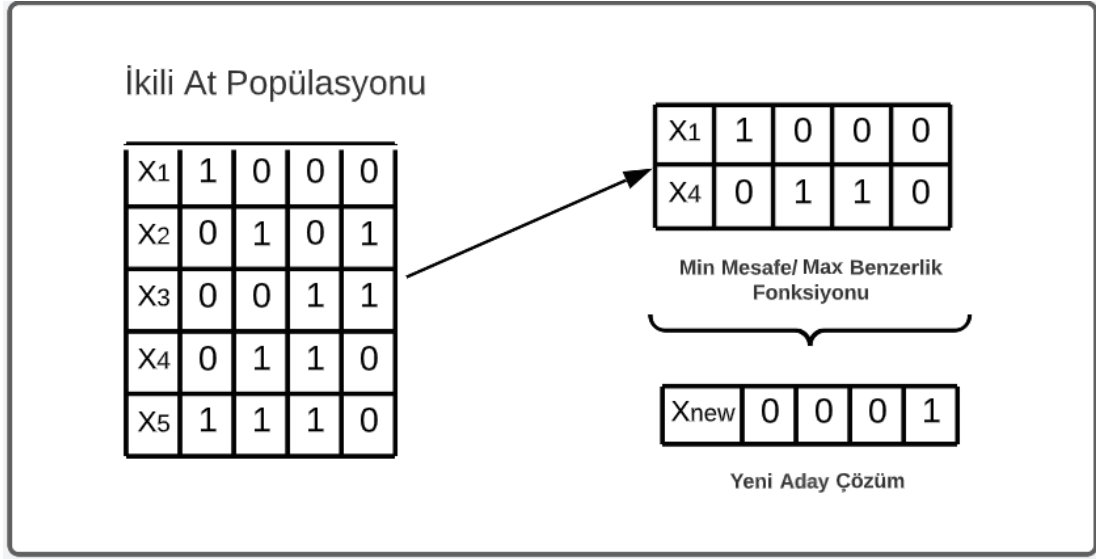 İkili At Popülasyonu
X1 1 0 0 0
X2 0 1 0 1
X3 0 0 1 1
X4 0 1 1 0
X5 1 1 1 0
X1 1 0 0 0
X4 0 1 1 0
Min Mesafe/ Max Benzerlik
Fonksiyonu
Xnew 0 0 0 1
Yeni Aday Çözüm